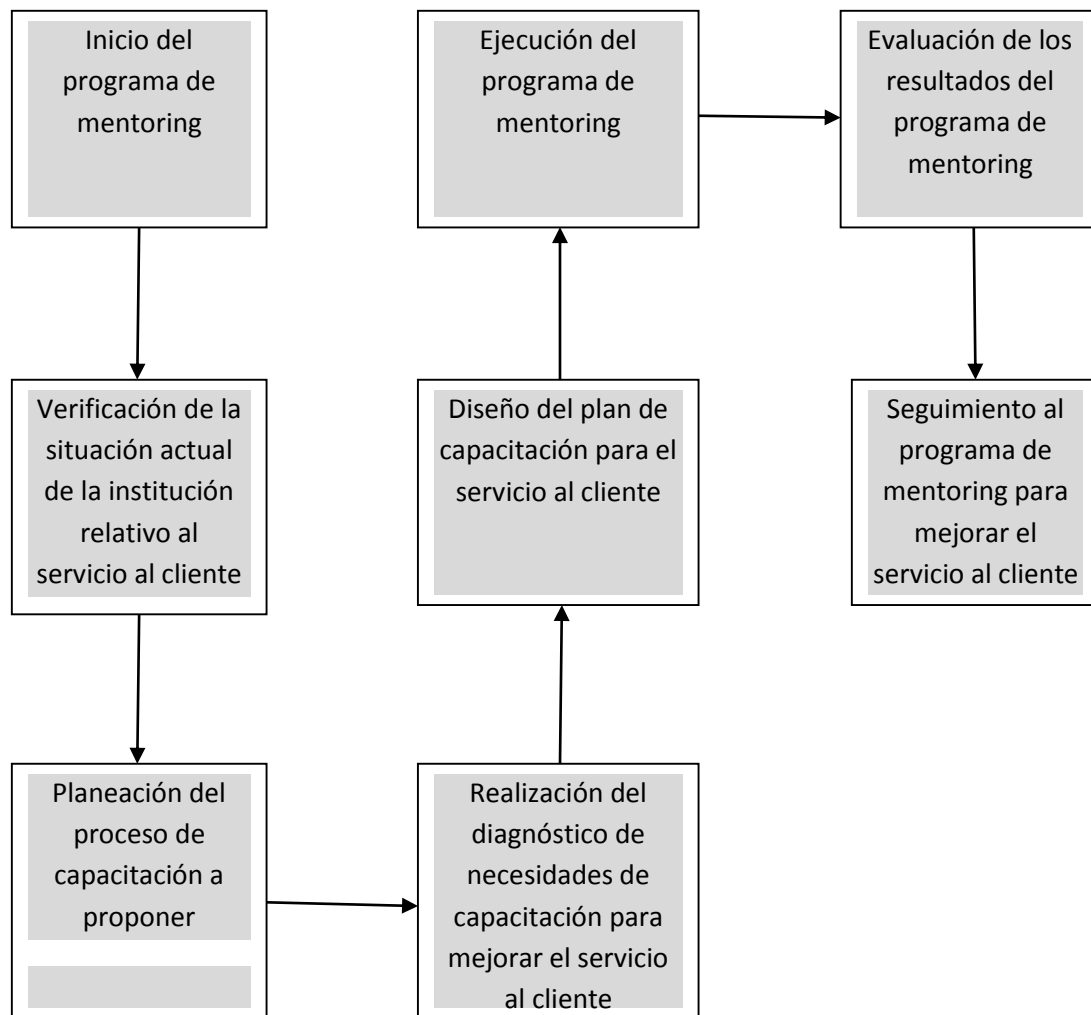 Inicio del
programa de
mentoring
Verificación de la
situación actual
de la institución
relativo al
servicio al cliente
Planeación del
proceso de
capacitación a
proponer
Realización del
diagnóstico de
necesidades de
capacitación para
mejorar el servicio
al cliente
Diseño del plan de
capacitación para el
servicio al cliente
Ejecución del
programa de
mentoring
Evaluación de los
resultados del
programa de
mentoring
Seguimiento al
programa de
mentoring para
mejorar el
servicio al cliente